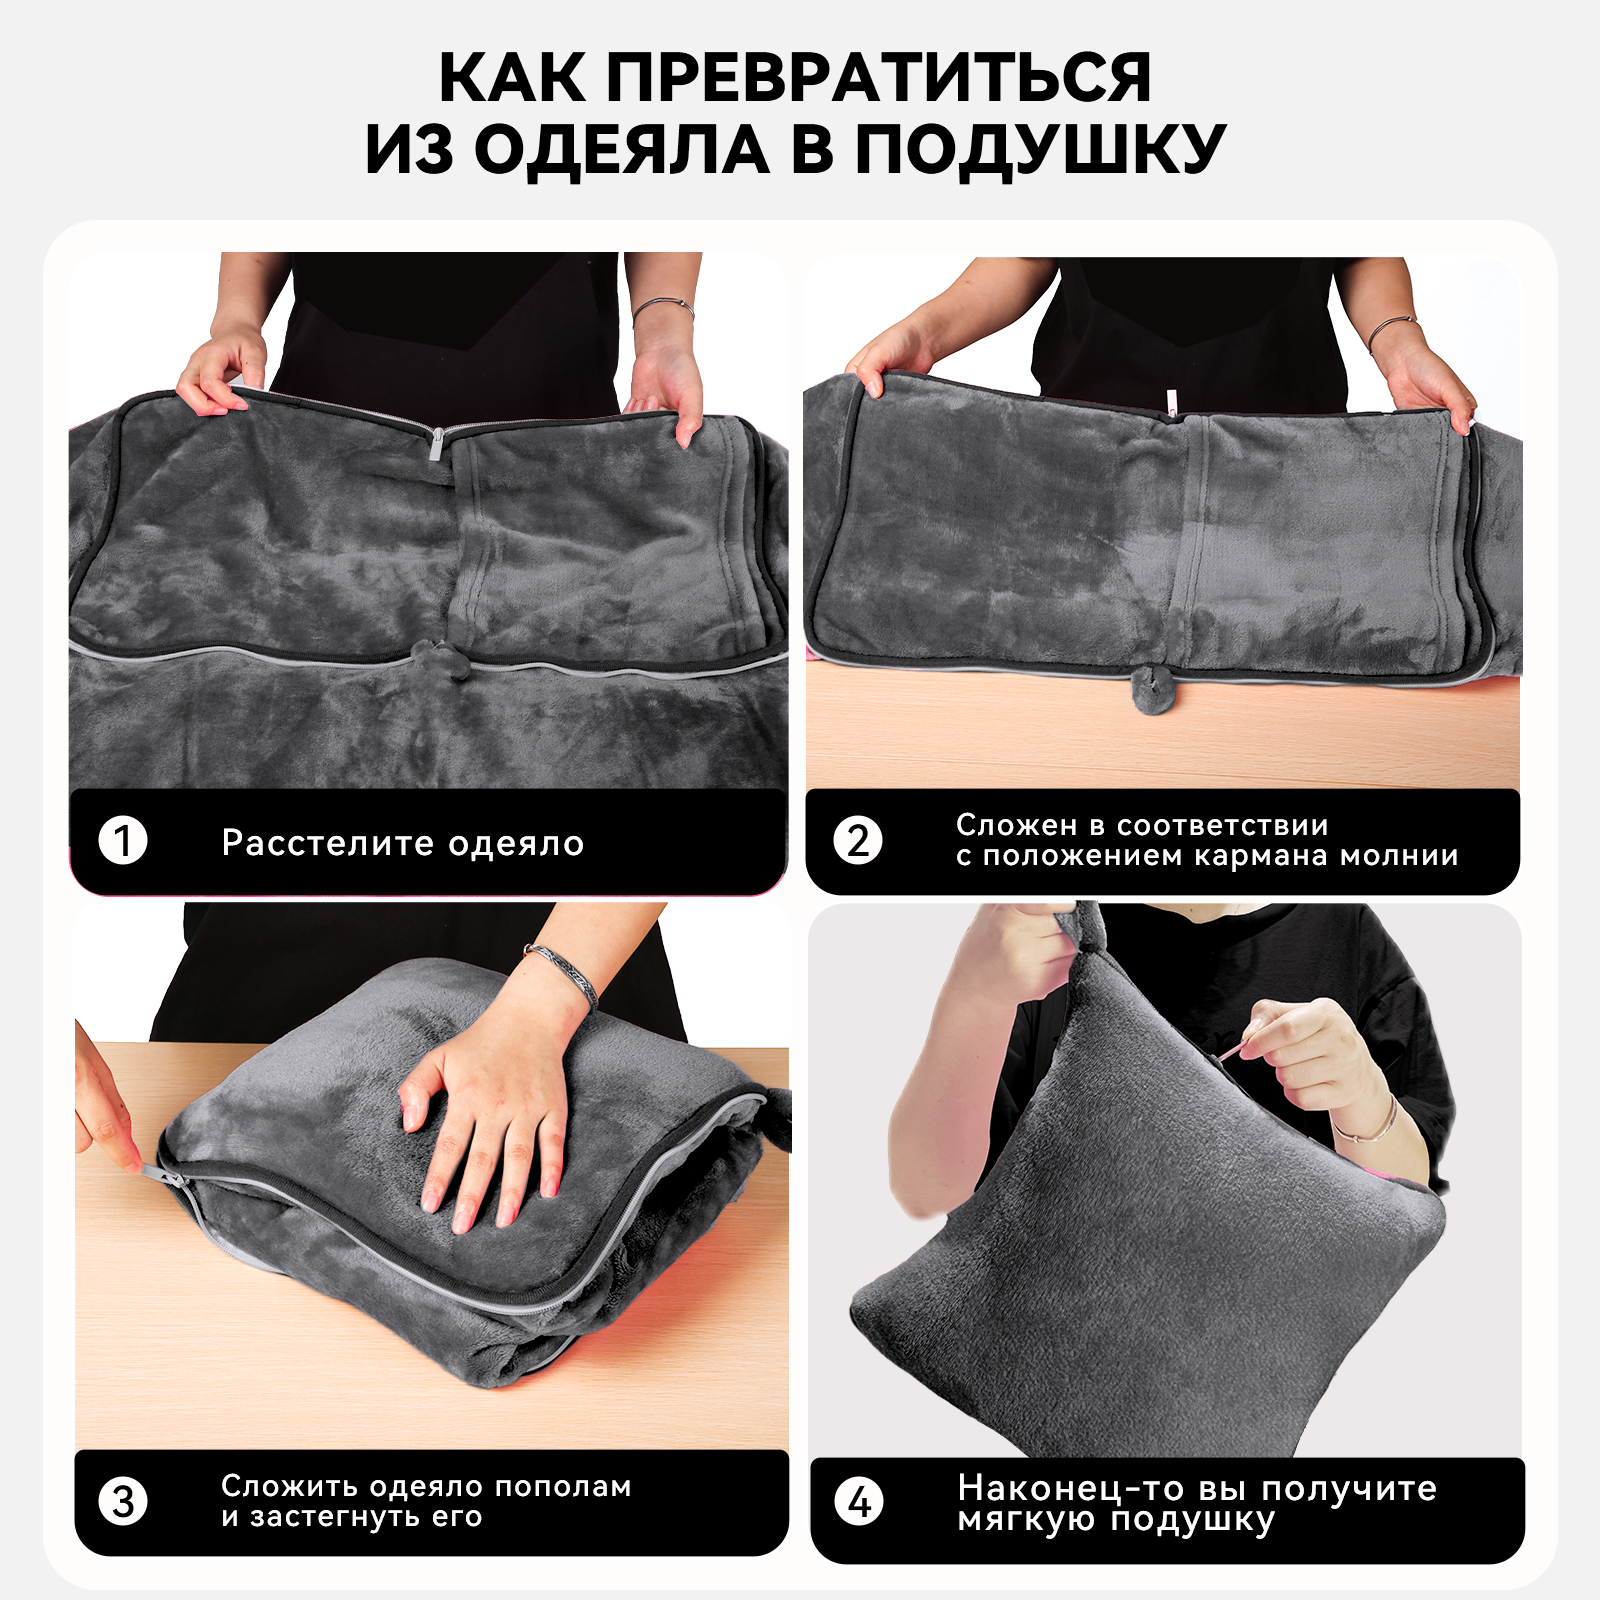 КАК ПРЕВРАТИТЬСЯ
ИЗ ОДЕЯЛА В ПОДУШКУ
1 Расстелите одеяло
2 Сложен в соответствии
с положением кармана молнии
3 Сложить одеяло пополам
и застегнуть его
4 Наконец-то вы получите
мягкую подушку